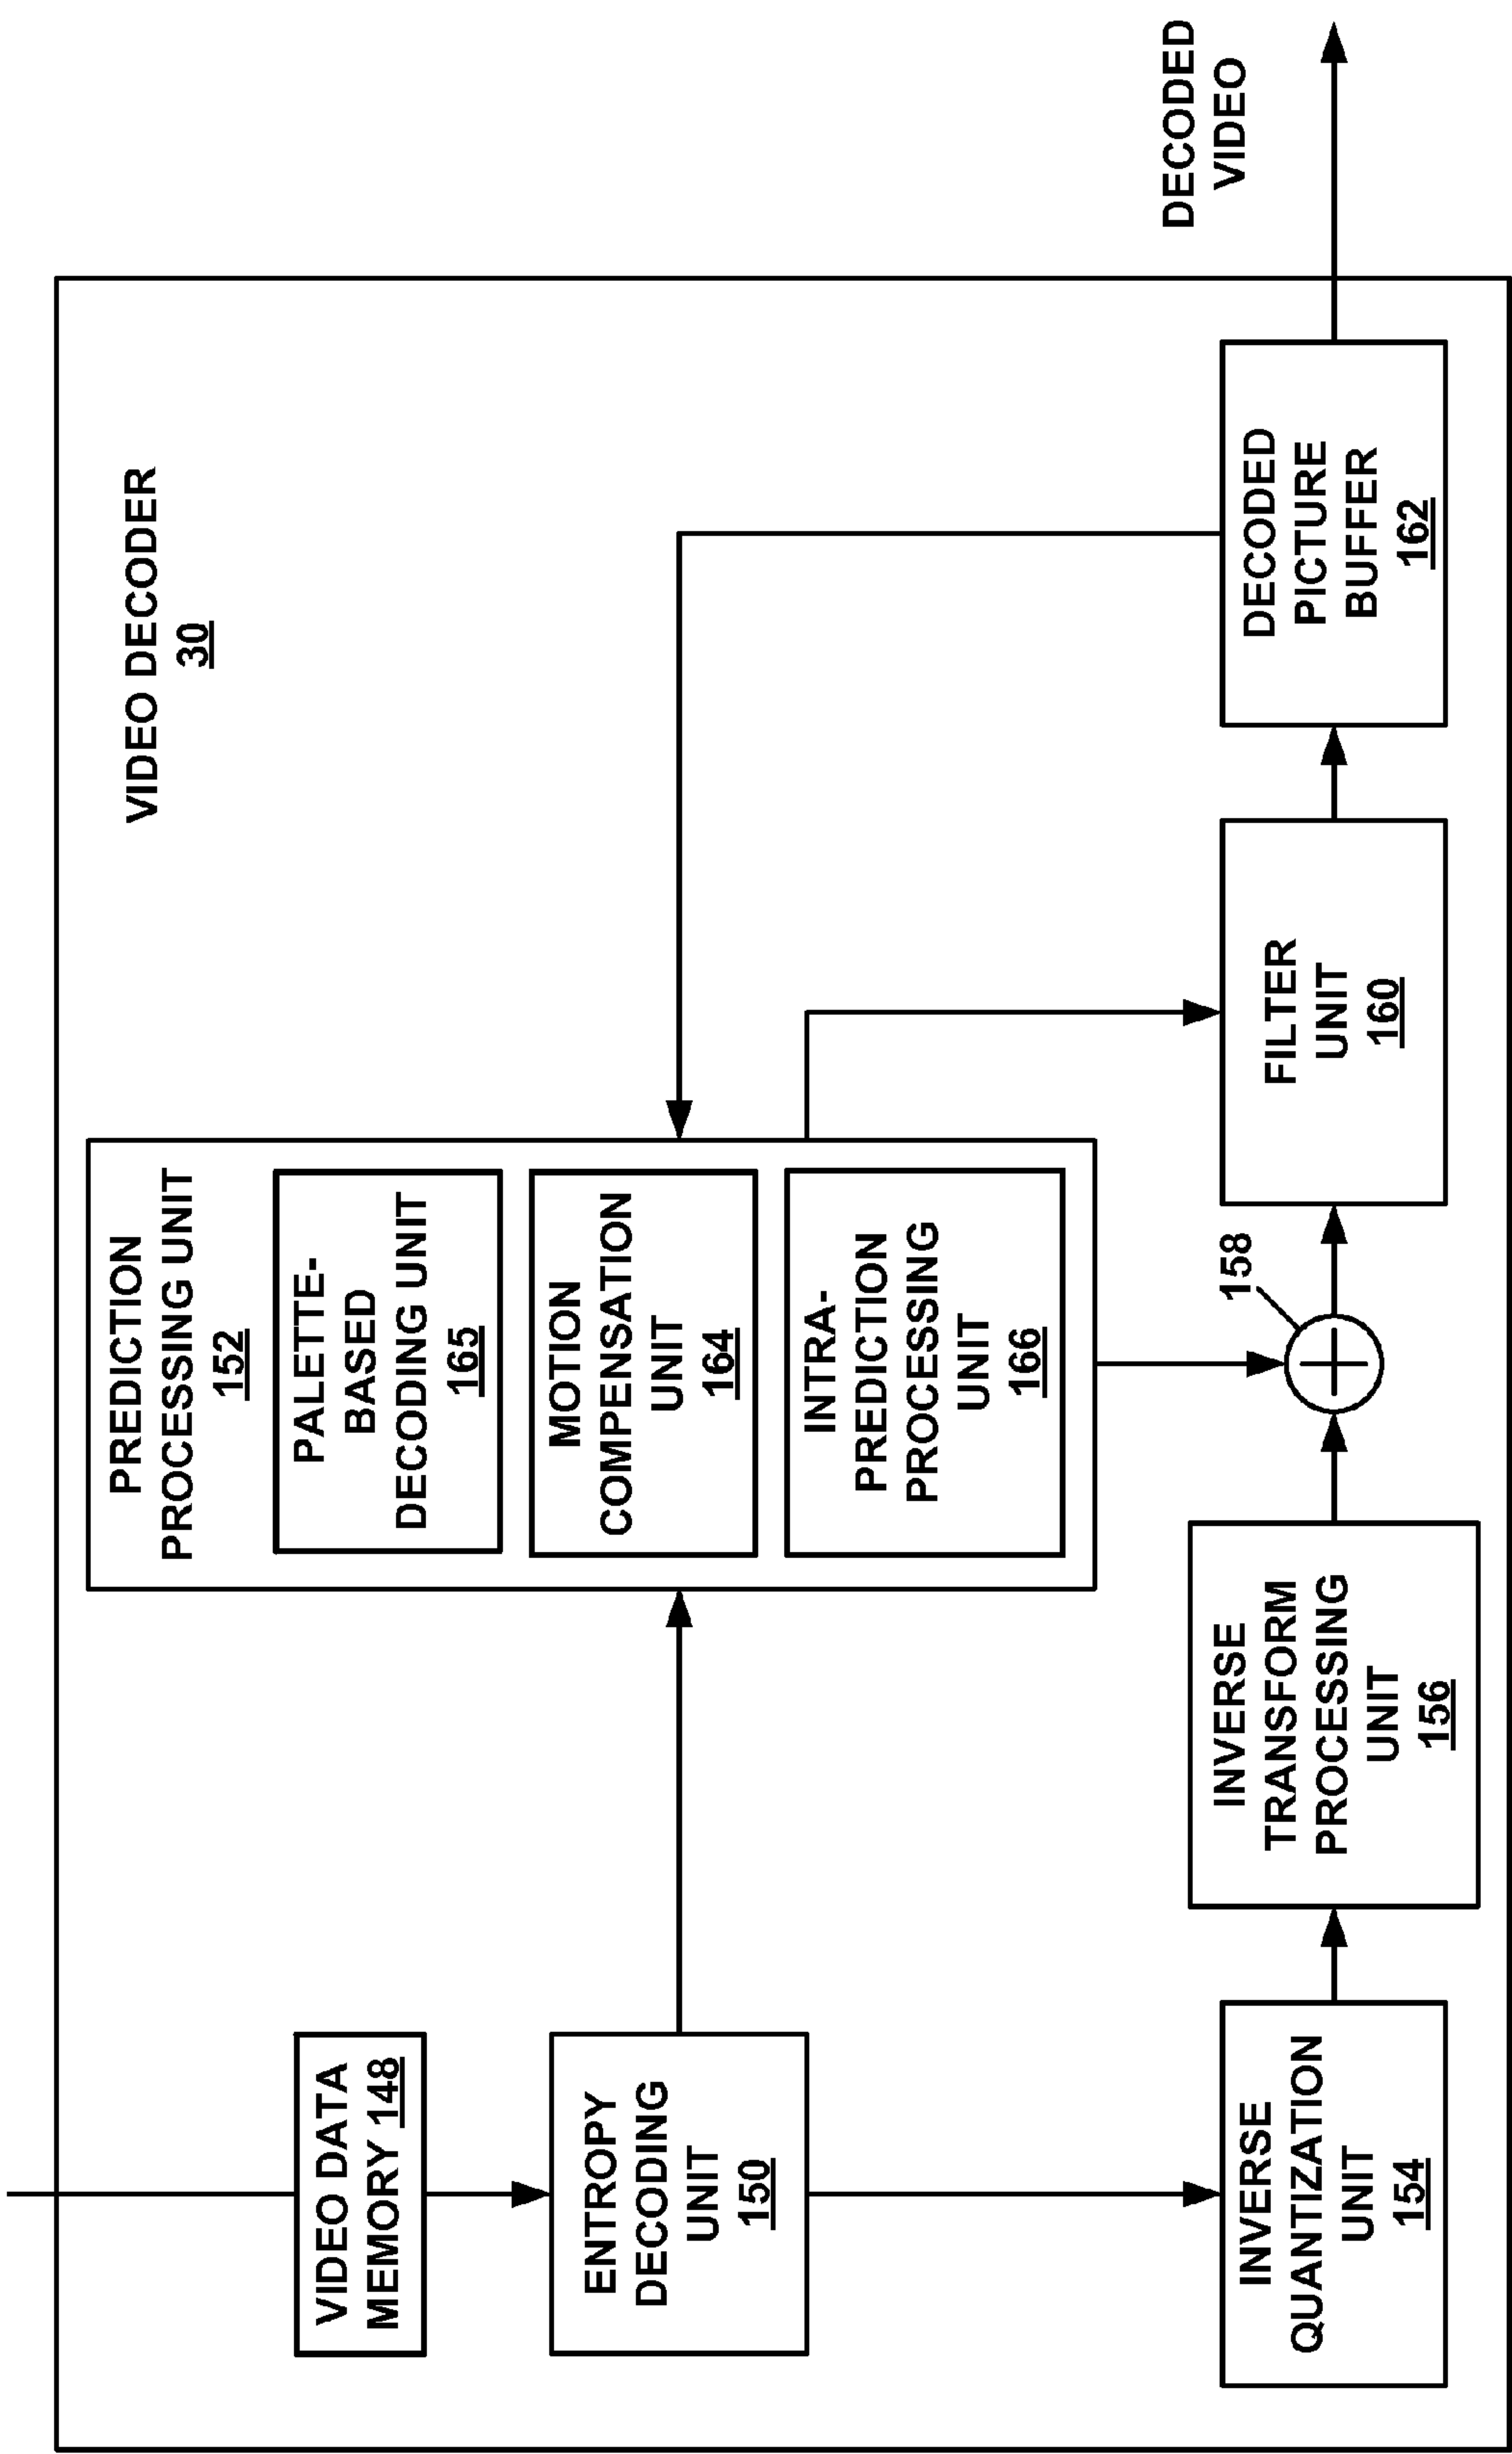 VIDEO DECODER
30
VIDEO DATA
MEMORY 148
ENTROPY
DECODING
UNIT
150
PREDICTION
PROCESSING UNIT
152
PALETTE-
BASED
DECODING UNIT
165
MOTION
COMPENSATION
UNIT
164
INTRA-
PREDICTION
PROCESSING
UNIT
166
INVERSE
QUANTIZATION
UNIT
154
INVERSE
TRANSFORM
PROCESSING
UNIT
156
158
FILTER
UNIT
160
DECODED
PICTURE
BUFFER
162
DECODED
VIDEO